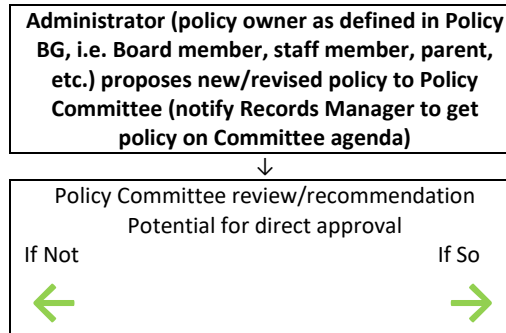 Administrator (policy owner as defined in Policy
BG, i.e. Board member, staff member, parent,
etc.) proposes new/revised policy to Policy
Committee (notify Records Manager to get
policy on Committee agenda)
↓
Policy Committee review/recommendation
Potential for direct approval
If Not If So